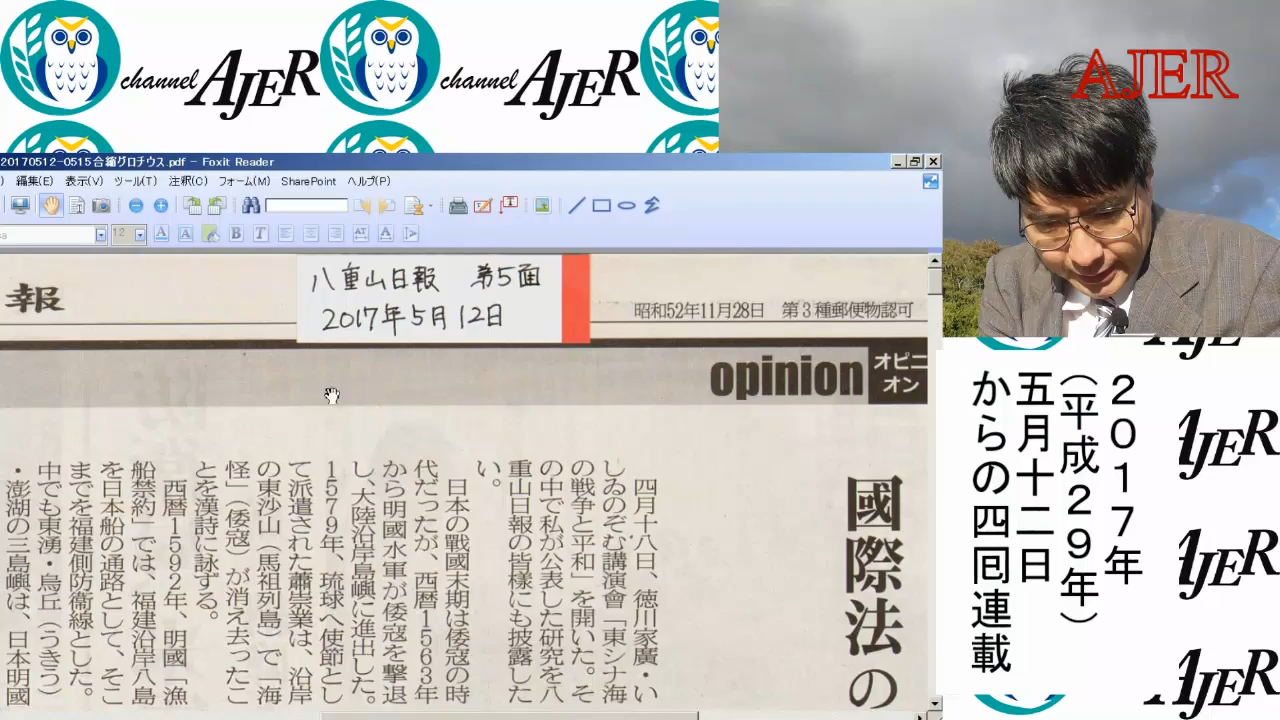 channel AJER
channel AJER
AJER
20170512-0515合縮グロチウス.pdf - Foxit Reader
編集(E) 表示(V) ツール(T) 注釈(C) フォーム(M) SharePoint ヘルプ(P)
12
報
八重山日報 第5面
2017年5月12日
昭和52年11月28日 第3種郵便物認可
opinion
オピニ
オン
國際法の
四月十八日、徳川家廣・い
しゐのぞむ講演會「東シナ海
の戦争と平和」を開いた。そ
の中で私が公表した研究を八
重山日報の皆様にも披露した
い。
日本の戰國末期は倭寇の時
代だったが、西暦1563年
から明國水軍が倭寇を撃退
し、大陸沿岸島嶼に進出した。
1579年、琉球へ使節とし
て派遣された蕭崇業は、沿岸
の東沙山（馬祖列島）で「海
怪」（倭寇）が消え去ったこ
とを漢詩に詠ずる。
西暦1592年、明國「漁
船禁約」では、福建沿岸八島
を日本船の通路として、そこ
までを福建側防衞線とした。
中でも東湧・烏丘（うきう）
・澎湖の三島嶼は、日本明國
2017年
（平成29年）
五月十二日
からの四囘連載
AJER
AJER
AJER